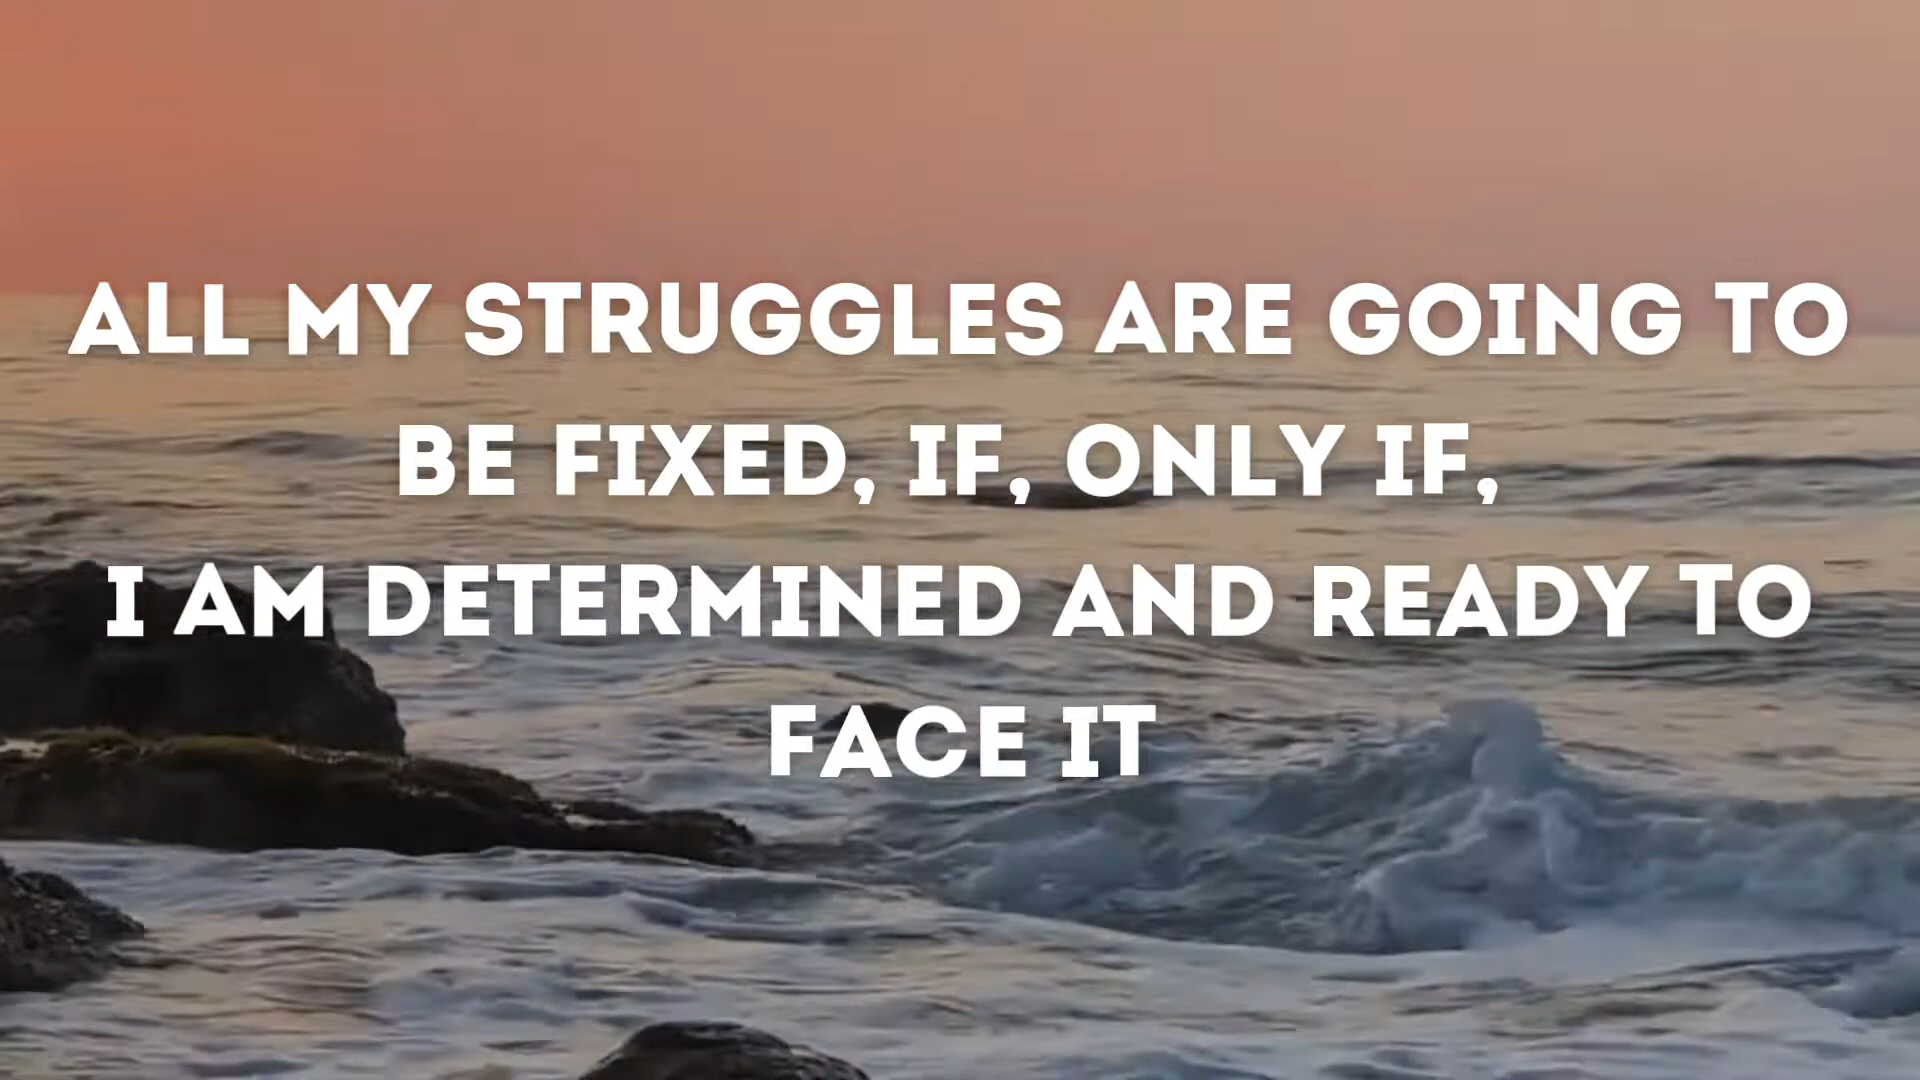 ALL MY STRUGGLES ARE GOING TO
BE FIXED, IF, ONLY IF,
I AM DETERMINED AND READY TO
FACE IT